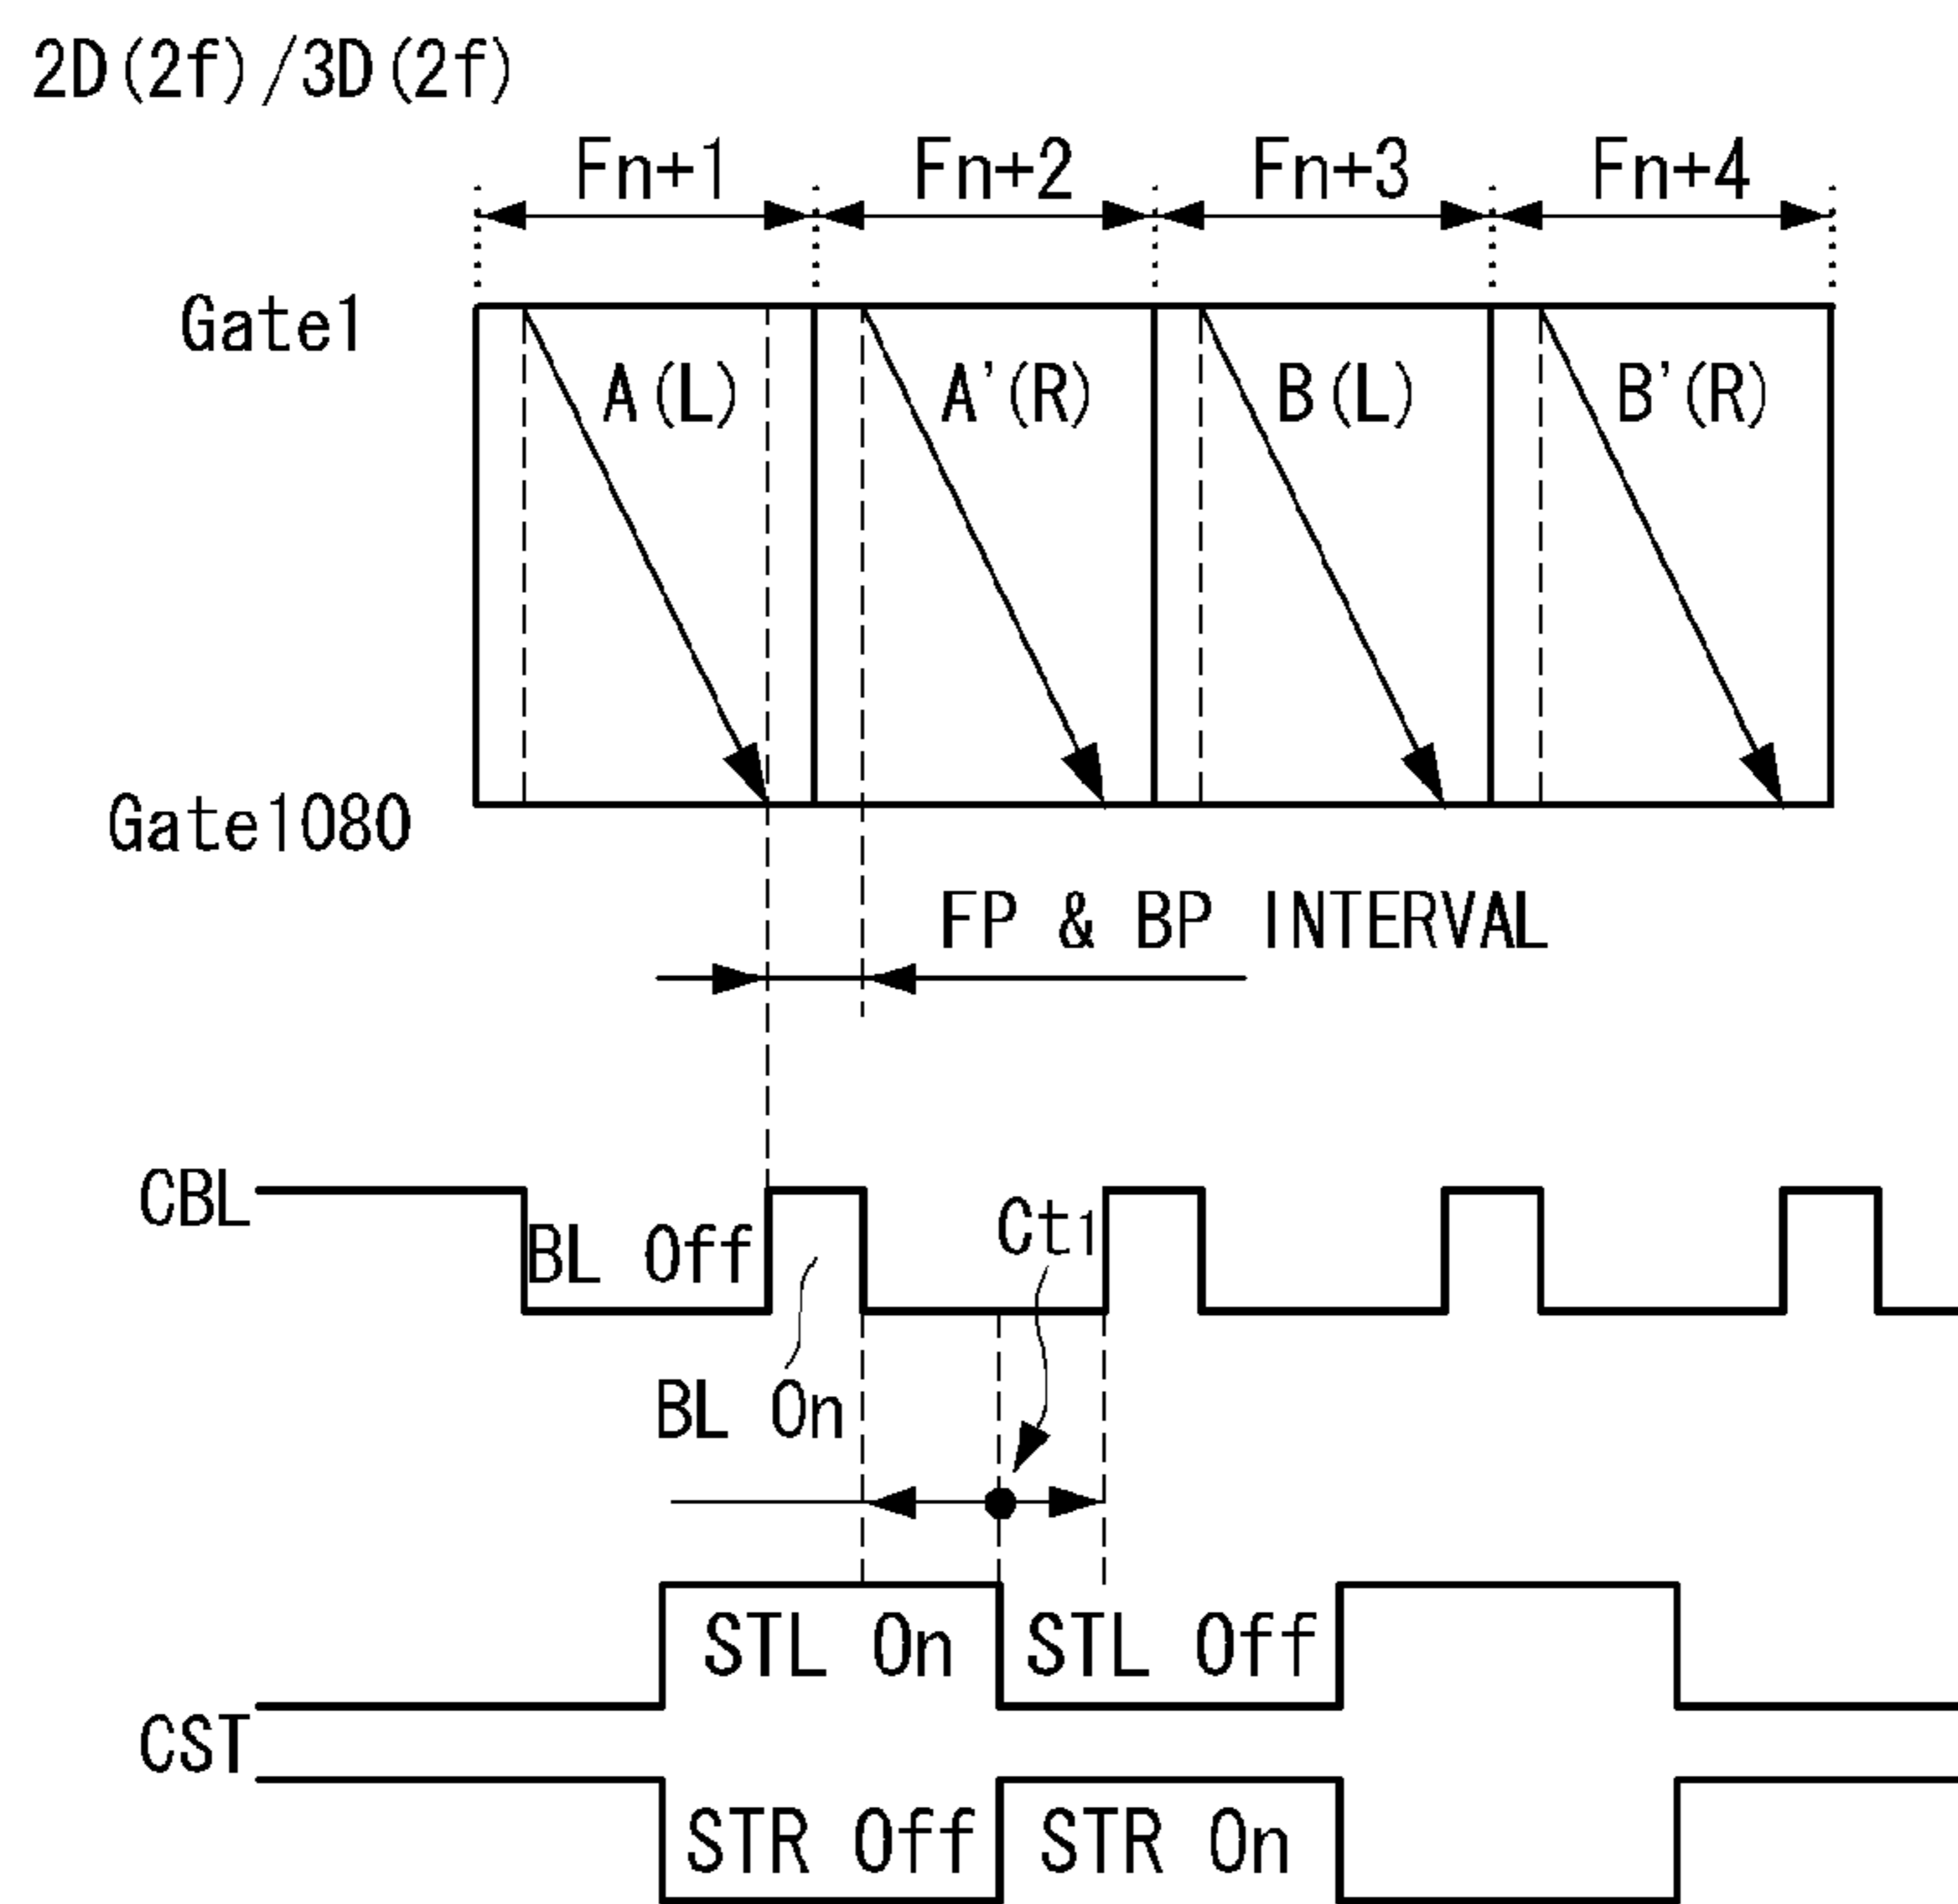 2D(2f)/3D(2f)
Fn+1 Fn+2 Fn+3 Fn+4
Gate1
A(L) A'(R) B(L) B'(R)
Gate1080
FP & BP INTERVAL
CBL
BL Off
Ct1
BL On
STL On STL Off
CST
STR Off STR On